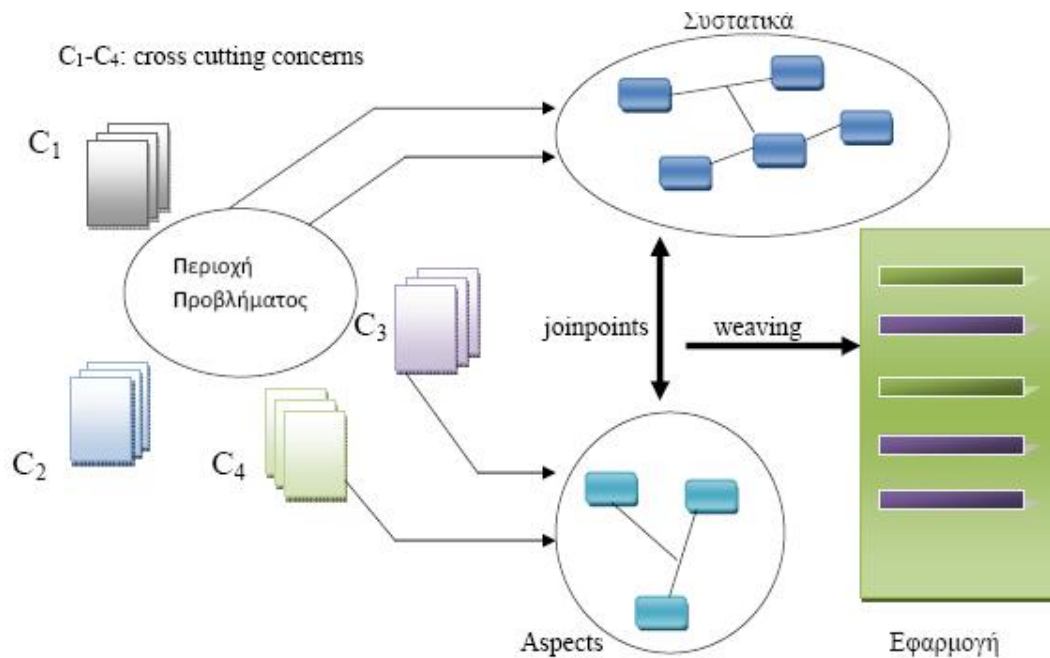 Συστατικά
C₁-C₄: cross cutting concerns
C₁
Περιοχή
Προβλήματος
C₃
joinpoints
weaving
C₂
C₄
Aspects
Εφαρμογή